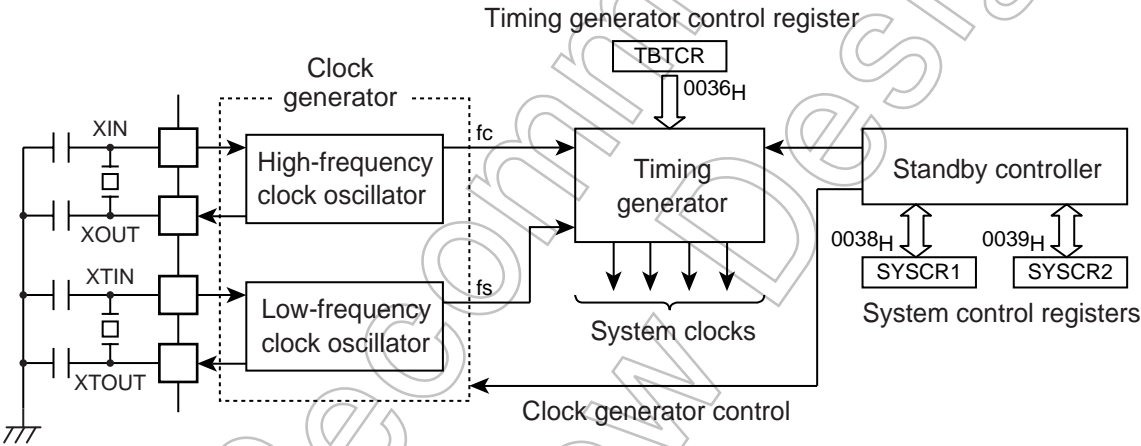 Timing generator control register
TBTCR
0036H
Clock
generator
XIN
XOUT
XTIN
XTOUT
High-frequency
clock oscillator
fc
Low-frequency
clock oscillator
fs
Timing
generator
System clocks
Standby controller
0038H
0039H
SYSCR1
SYSCR2
System control registers
Clock generator control